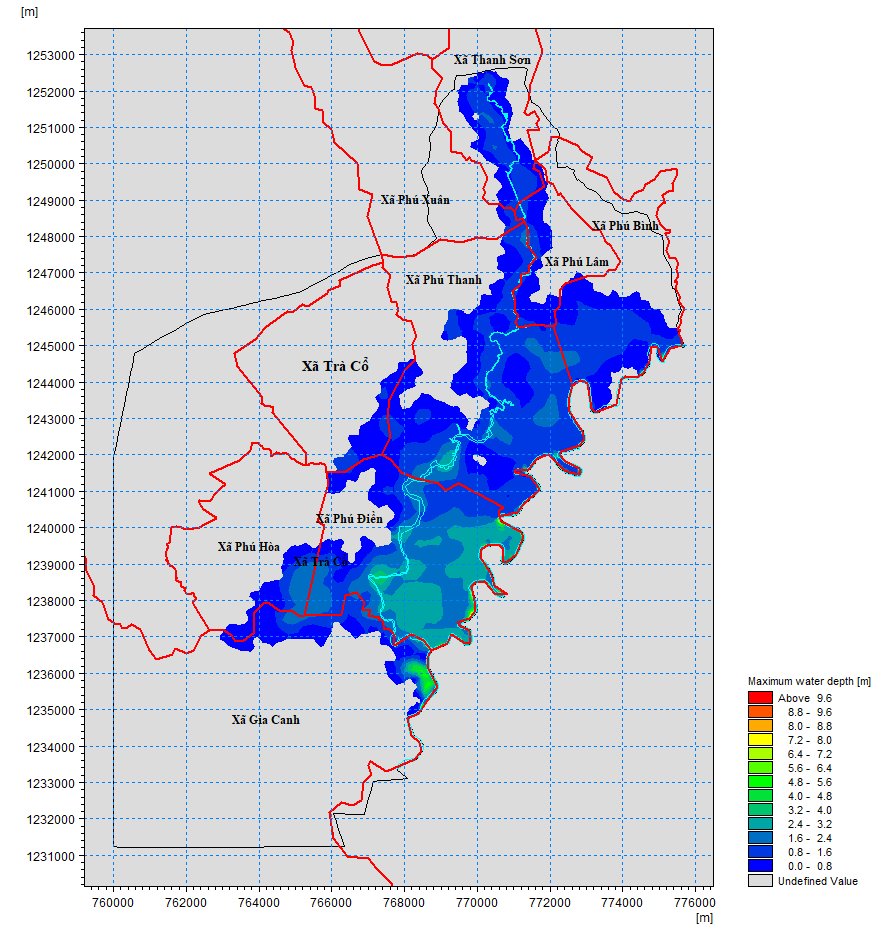 [m]
1253000
Xã Thanh Sơn
1252000
1251000
1250000
1249000
Xã Phú Xuân
Xã Phú Bình
1248000
Xã Phú Lâm
1247000
Xã Phú Thanh
1246000
1245000
Xã Trà Cổ
1244000
1243000
1242000
1241000
Xã Phú Điền
1240000
Xã Phú Hòa
1239000
Xã Trà Cổ
1238000
1237000
1236000
1235000
Xã Gia Canh
1234000
1233000
1232000
1231000
760000 762000 764000 766000 768000 770000 772000 774000 776000
[m]
Maximum water depth [m]
Above 9.6
8.8 - 9.6
8.0 - 8.8
7.2 - 8.0
6.4 - 7.2
5.6 - 6.4
4.8 - 5.6
4.0 - 4.8
3.2 - 4.0
2.4 - 3.2
1.6 - 2.4
0.8 - 1.6
0.0 - 0.8
Undefined Value